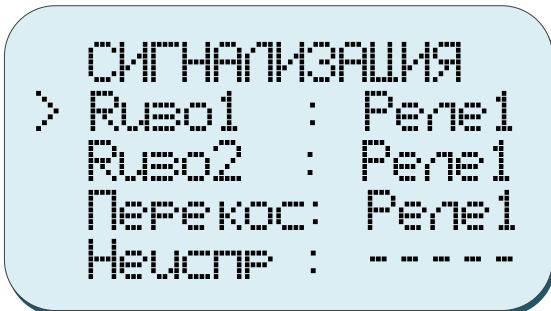 СИГНАЛИЗАЦИЯ
> Rизо1 : Реле1
Rизо2 : Реле1
Перекос: Реле1
Неиспр : -----